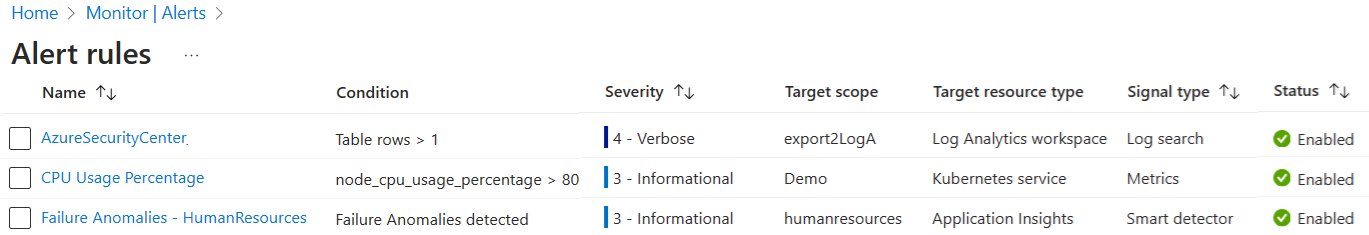 Home > Monitor | Alerts >
Alert rules ...
Name ↑↓ Condition Severity ↑↓ Target scope Target resource type Signal type ↑↓ Status ↑↓
AzureSecurityCenter. Table rows > 1 4 - Verbose export2LogA Log Analytics workspace Log search Enabled
CPU Usage Percentage node_cpu_usage_percentage > 80 3 - Informational Demo Kubernetes service Metrics Enabled
Failure Anomalies - HumanResources Failure Anomalies detected 3 - Informational humanresources Application Insights Smart detector Enabled